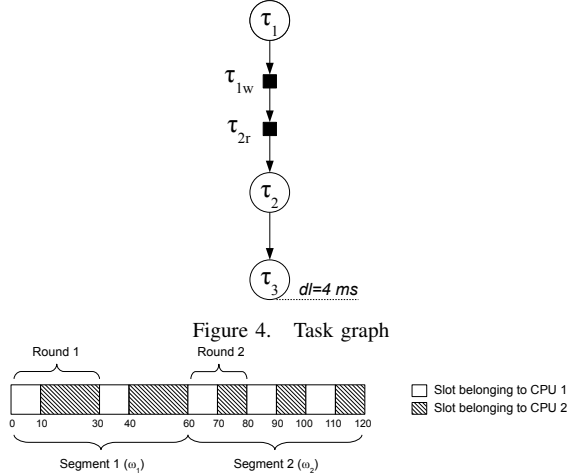 τ1
τ1w
τ2r
τ2
τ3 dl=4 ms
Figure 4. Task graph
Round 1 Round 2
Slot belonging to CPU 1
Slot belonging to CPU 2
0 10 30 40 60 70 80 90 100 110 120
Segment 1 (ω1) Segment 2 (ω2)